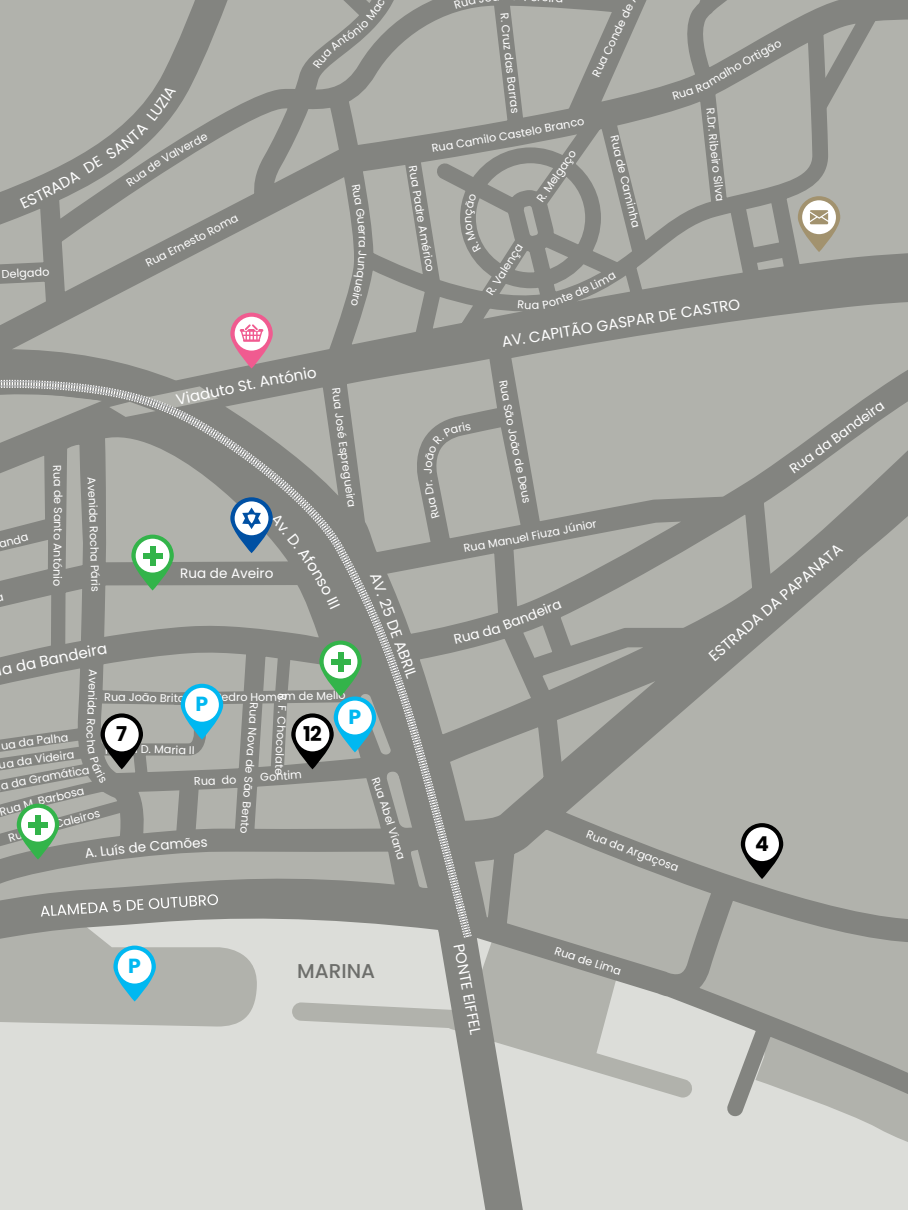 Rua António Mac
R. Cruz das Barras
Rua Conde de
Rua Ramalho Ortigão
ESTRADA DE SANTA LUZIA
Rua de Valverde
Rua Camilo Castelo Branco
R.Dr. Ribeiro Silva
Rua de Caminha
R. Melgaço
Rua Padre Américo
R. Monção
Rua Guerra Junqueiro
Rua Ernesto Roma
Delgado
R. Valença
Rua Ponte de Lima
AV. CAPITÃO GASPAR DE CASTRO
Viaduto St. António
Rua José Espregueira
Rua São João de Deus
Rua Dr. João R. Paris
Rua da Bandeira
Rua de Santo António
Avenida Rocha Páris
Av. D. Afonso III
Rua Manuel Fiuza Júnior
anda
Rua de Aveiro
AV. 25 DE ABRIL
Rua da Bandeira
ESTRADA DA PAPANATA
a da Bandeira
Avenida Rocha Páris
Rua João Brito
edro Homem de Mello
R. F. Chocolate
Rua Nova de São Bento
P
P
7
12
D. Maria II
ua da Palha
ua da Videira
a da Gramática
Rua M. Barbosa
Caleiros
Rua do
Gontim
Rua Abel Viana
A. Luís de Camões
Rua da Argaçosa
4
ALAMEDA 5 DE OUTUBRO
P
MARINA
PONTE EIFFEL
Rua de Lima